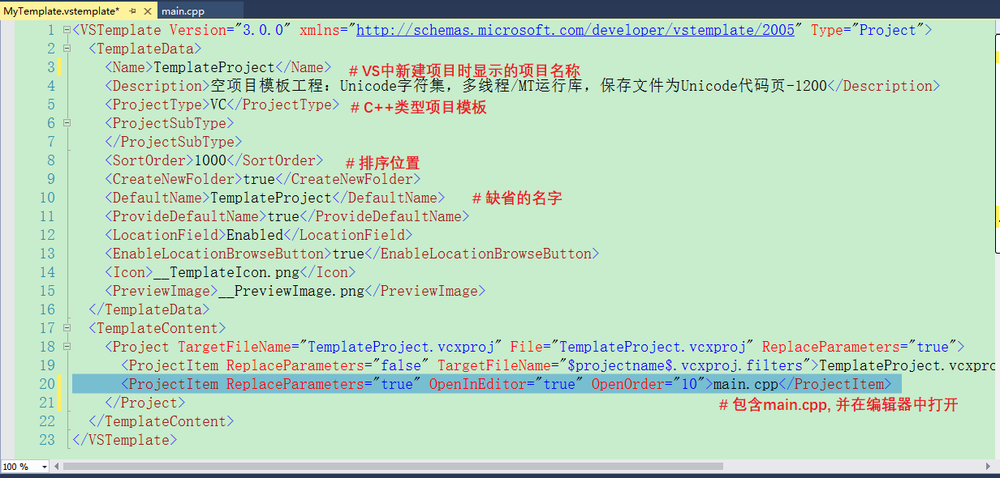 MyTemplate.vstemplate* main.cpp
1 <VSTemplate Version="3.0.0" xmlns="http://schemas.microsoft.com/developer/vstemplate/2005" Type="Project">
2 <TemplateData>
3 <Name>TemplateProject</Name> # VS中新建项目时显示的项目名称
4 <Description>空项目模板工程：Unicode字符集，多线程/MT运行库，保存文件为Unicode代码页-1200</Description>
5 <ProjectType>VC</ProjectType> # C++类型项目模板
6 <ProjectSubType>
7 </ProjectSubType>
8 <SortOrder>1000</SortOrder> # 排序位置
9 <CreateNewFolder>true</CreateNewFolder>
10 <DefaultName>TemplateProject</DefaultName> # 缺省的名字
11 <ProvideDefaultName>true</ProvideDefaultName>
12 <LocationField>Enabled</LocationField>
13 <EnableLocationBrowseButton>true</EnableLocationBrowseButton>
14 <Icon>__TemplateIcon.png</Icon>
15 <PreviewImage>__PreviewImage.png</PreviewImage>
16 </TemplateData>
17 <TemplateContent>
18 <Project TargetFileName="TemplateProject.vcxproj" File="TemplateProject.vcxproj" ReplaceParameters="true">
19 <ProjectItem ReplaceParameters="false" TargetFileName="$projectname$.vcxproj.filters">TemplateProject.vcxpro
20 <ProjectItem ReplaceParameters="true" OpenInEditor="true" OpenOrder="10">main.cpp</ProjectItem>
21 </Project> # 包含main.cpp, 并在编辑器中打开
22 </TemplateContent>
23 </VSTemplate>
100 %